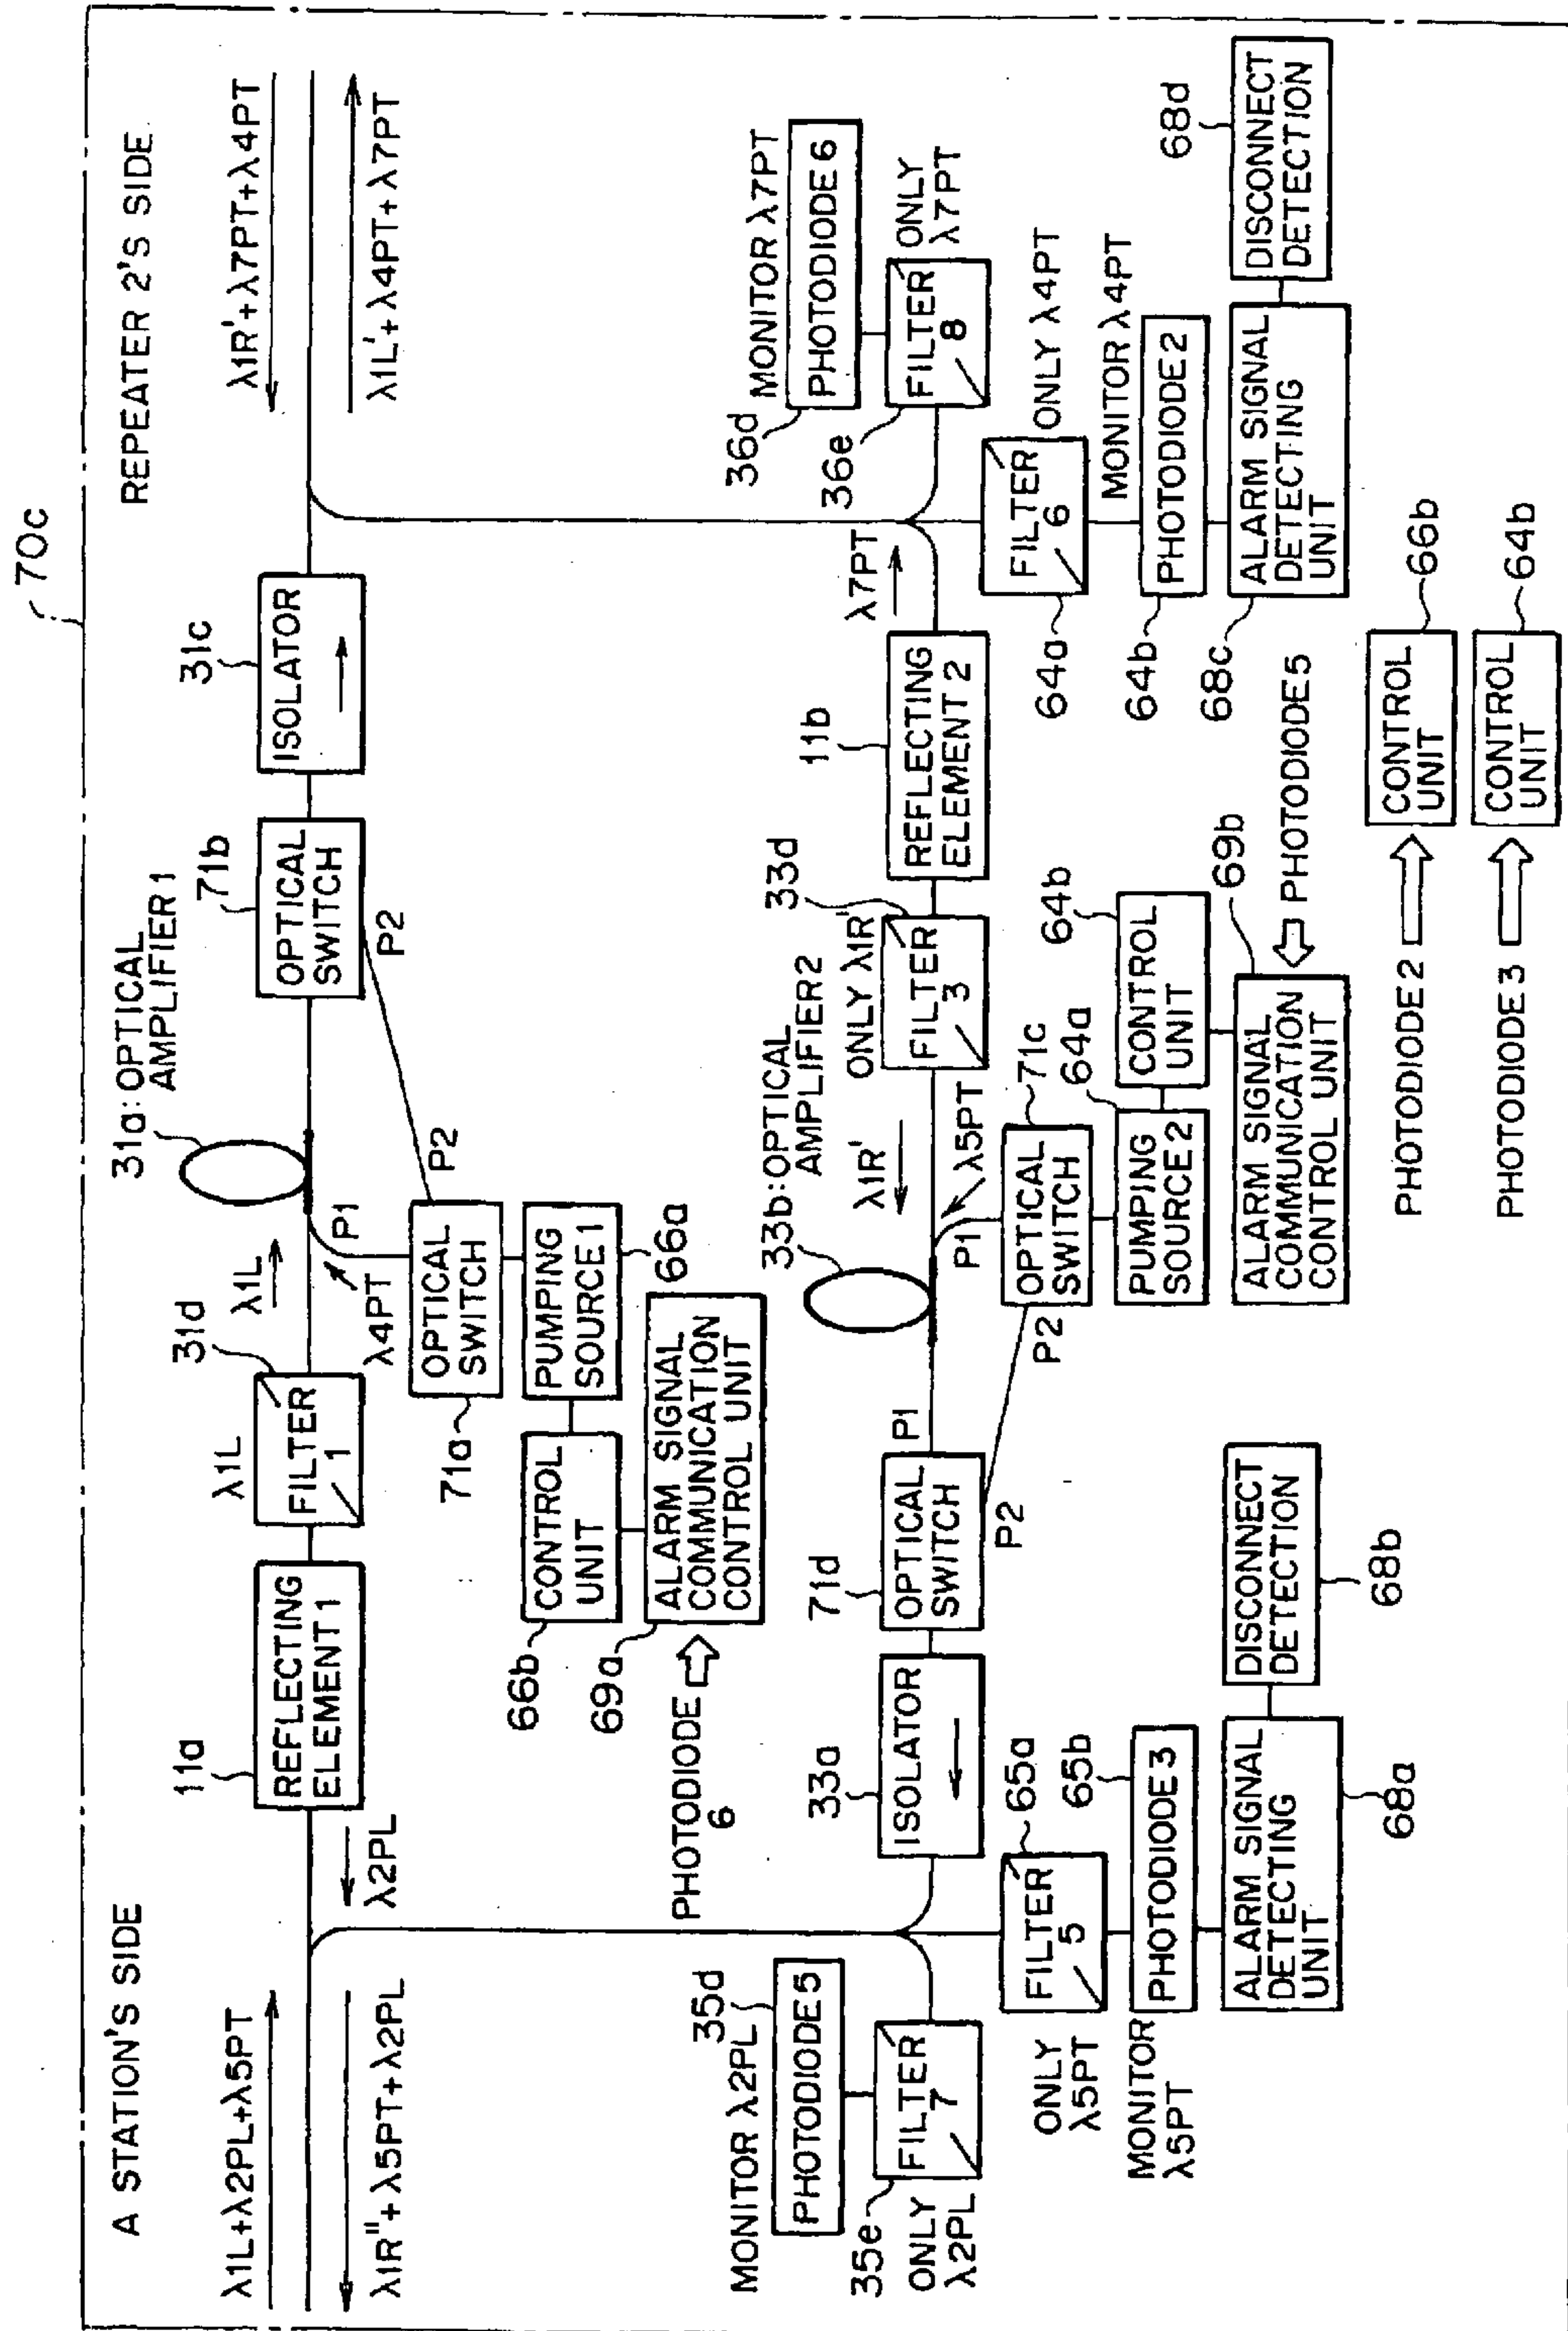 70c
A STATION'S SIDE
REPEATER 2'S SIDE
λ1L+λ2PL+λ5PT
λ1R''+λ5PT+λ2PL
λ2PL
11a
REFLECTING
ELEMENT 1
λ1L
31d
FILTER
1
λ1L
λ4PT
P1
31a:OPTICAL
AMPLIFIER 1
71b
OPTICAL
SWITCH
P2
31c
ISOLATOR
λ1R'+λ7PT+λ4PT
λ1L'+λ4PT+λ7PT
P2
71a
OPTICAL
SWITCH
PUMPING
SOURCE 1
66a
66b
CONTROL
UNIT
69a
ALARM SIGNAL
COMMUNICATION
CONTROL UNIT
PHOTODIODE
6
MONITOR λ2PL
35d
PHOTODIODE 5
35e
FILTER
7
ONLY
λ2PL
33a
ISOLATOR
71d
OPTICAL
SWITCH
P1
P2
33b:OPTICAL
AMPLIFIER2
λ1R'
ONLY λ1R'
33d
FILTER
3
11b
REFLECTING
ELEMENT 2
λ7PT
MONITOR λ7PT
36d
PHOTODIODE 6
36e
FILTER
8
ONLY
λ7PT
65a
FILTER
5
ONLY
λ5PT
65b
PHOTODIODE 3
MONITOR
λ5PT
ALARM SIGNAL
DETECTING
UNIT
68a
DISCONNECT
DETECTION
68b
P1
λ5PT
P2
71c
OPTICAL
SWITCH
64a
PUMPING
SOURCE 2
64b
CONTROL
UNIT
69b
ALARM SIGNAL
COMMUNICATION
CONTROL UNIT
PHOTODIODE 5
64a
FILTER
6
ONLY λ4PT
64b
PHOTODIODE 2
MONITOR λ4PT
68c
ALARM SIGNAL
DETECTING
UNIT
68d
DISCONNECT
DETECTION
PHOTODIODE 2
CONTROL
UNIT
66b
PHOTODIODE 3
CONTROL
UNIT
64b